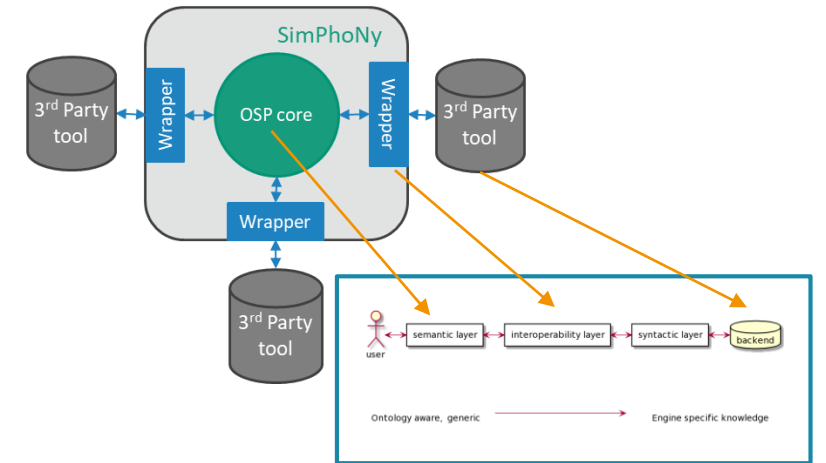 SimPhoNy
3rd Party
tool
Wrapper
OSP core
Wrapper
3rd Party
tool
Wrapper
3rd Party
tool
user
semantic layer
interoperability layer
syntactic layer
backend
Ontology aware, generic
Engine specific knowledge